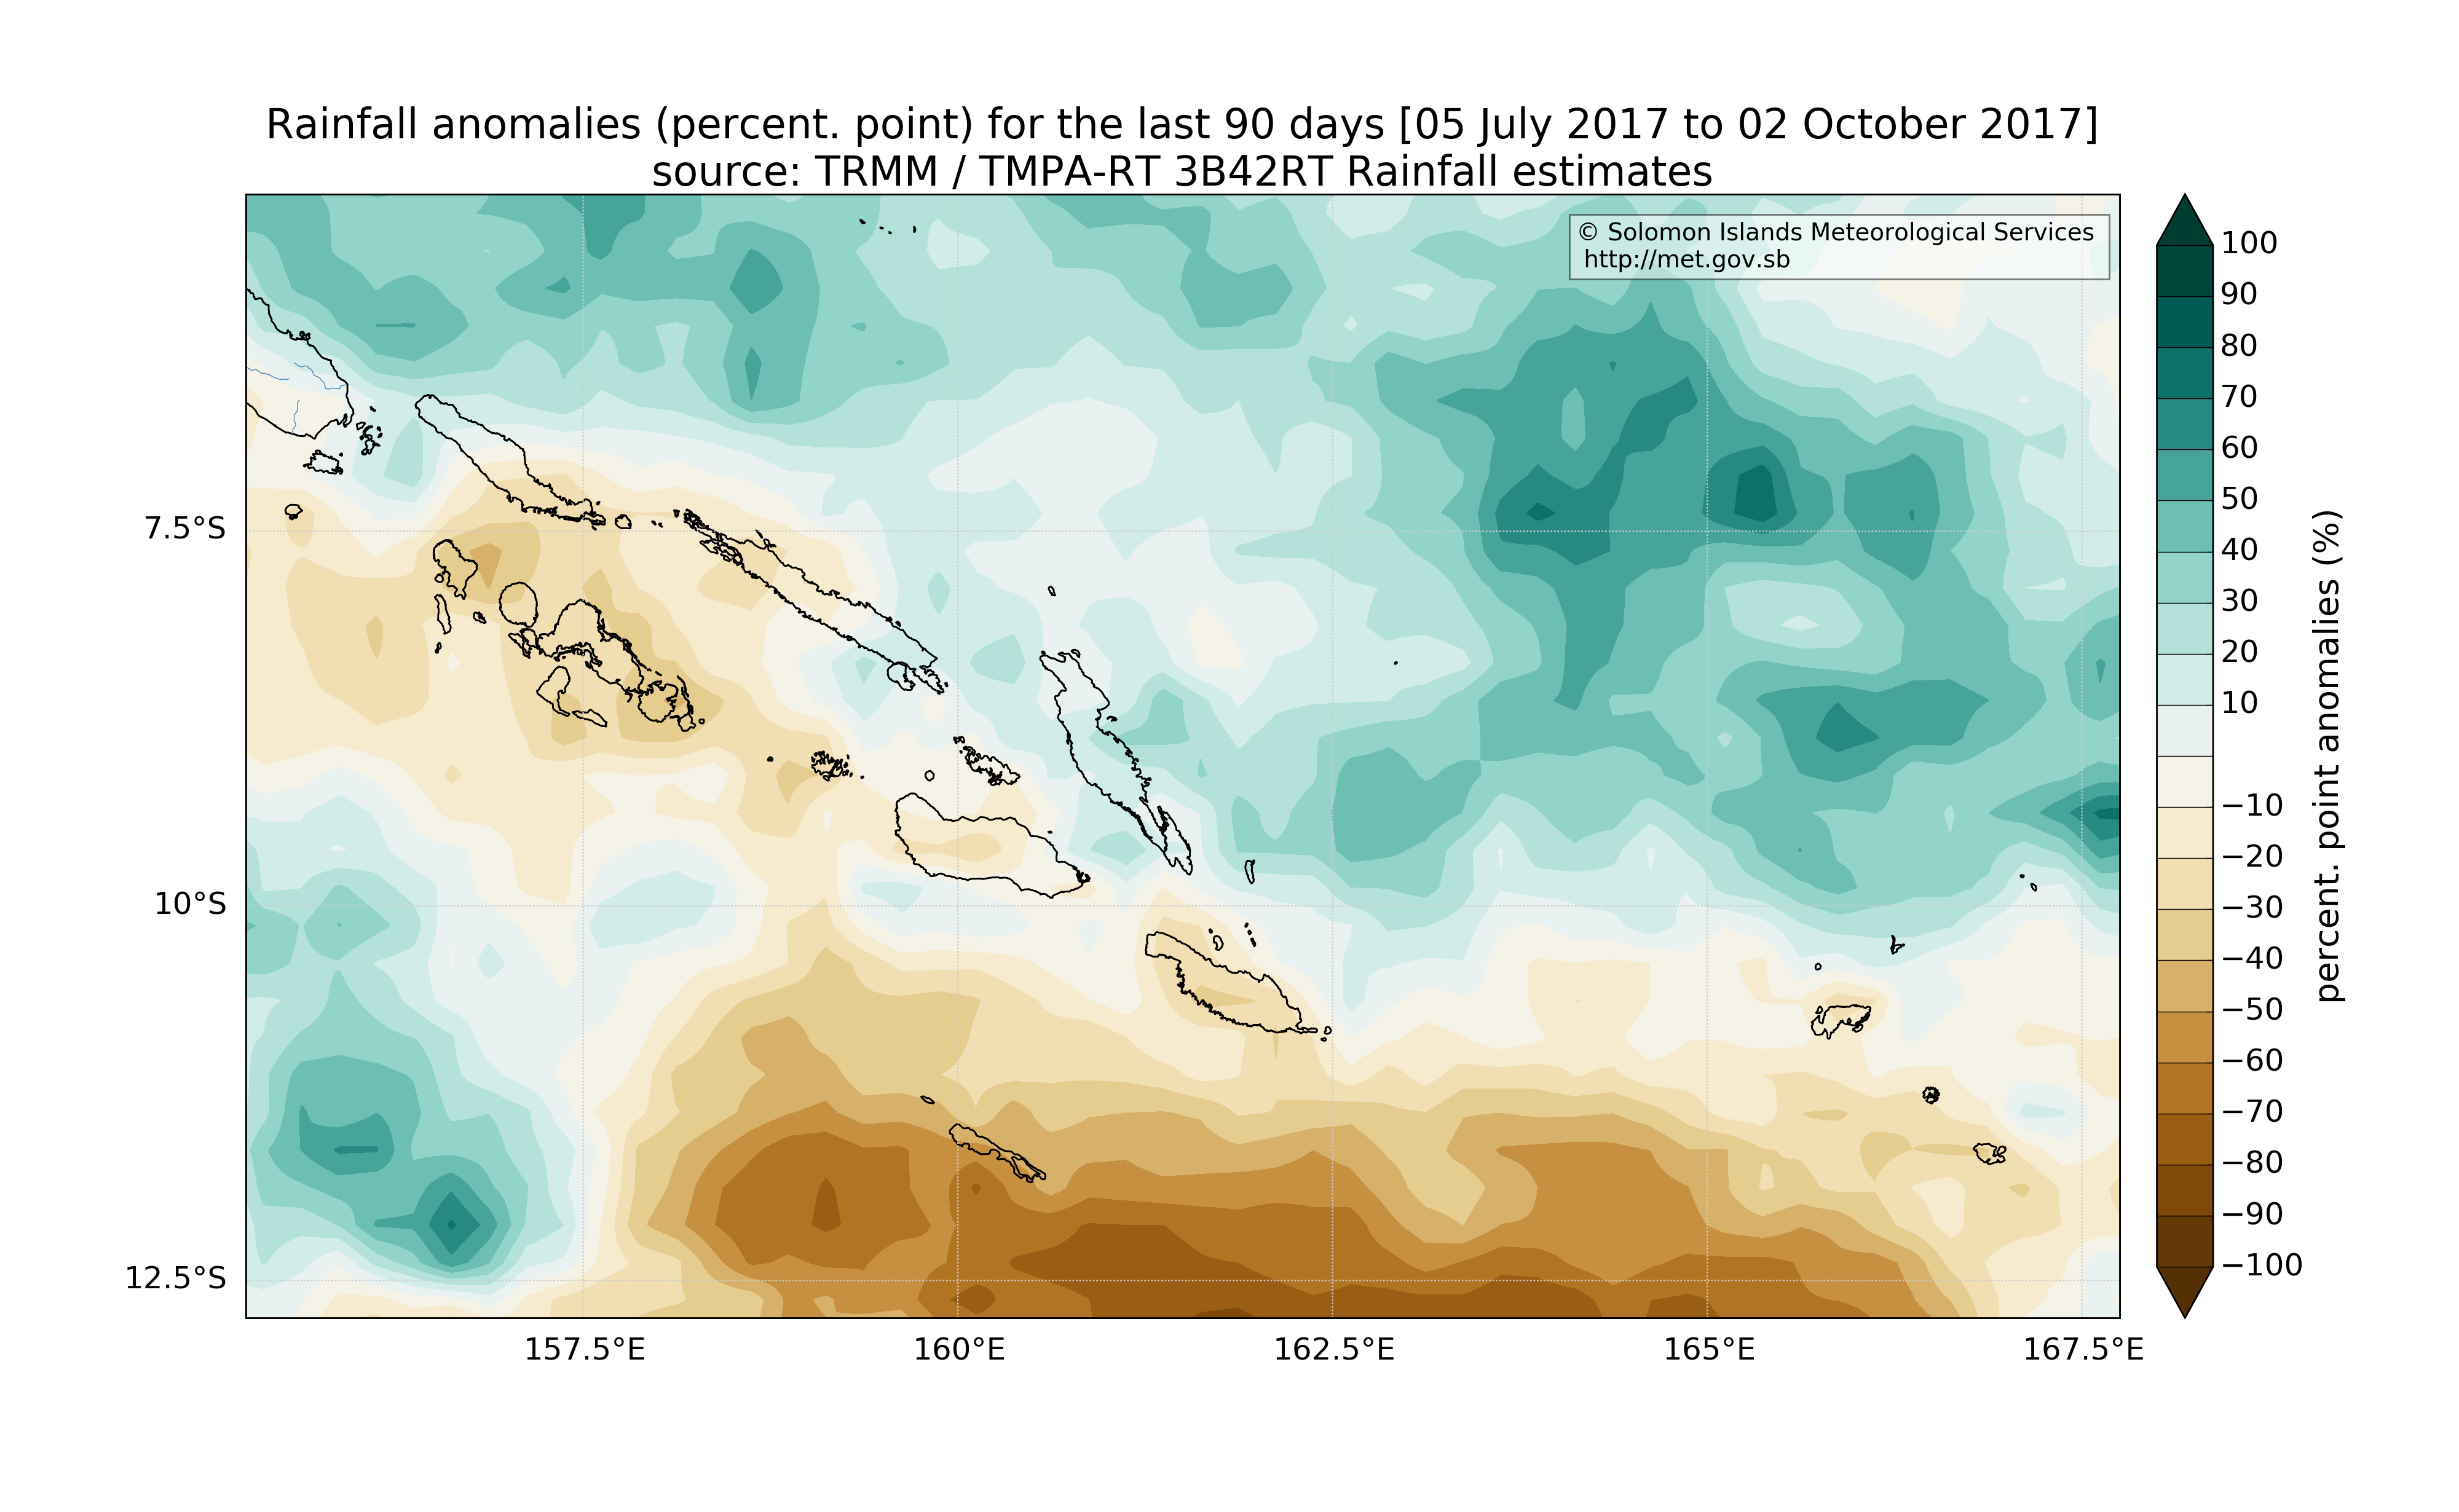 Rainfall anomalies (percent. point) for the last 90 days [05 July 2017 to 02 October 2017]
source: TRMM / TMPA-RT 3B42RT Rainfall estimates
© Solomon Islands Meteorological Services
http://met.gov.sb
7.5°S
10°S
12.5°S
157.5°E
160°E
162.5°E
165°E
167.5°E
100
90
80
70
60
50
40
30
20
10
−10
−20
−30
−40
−50
−60
−70
−80
−90
−100
percent. point anomalies (%)